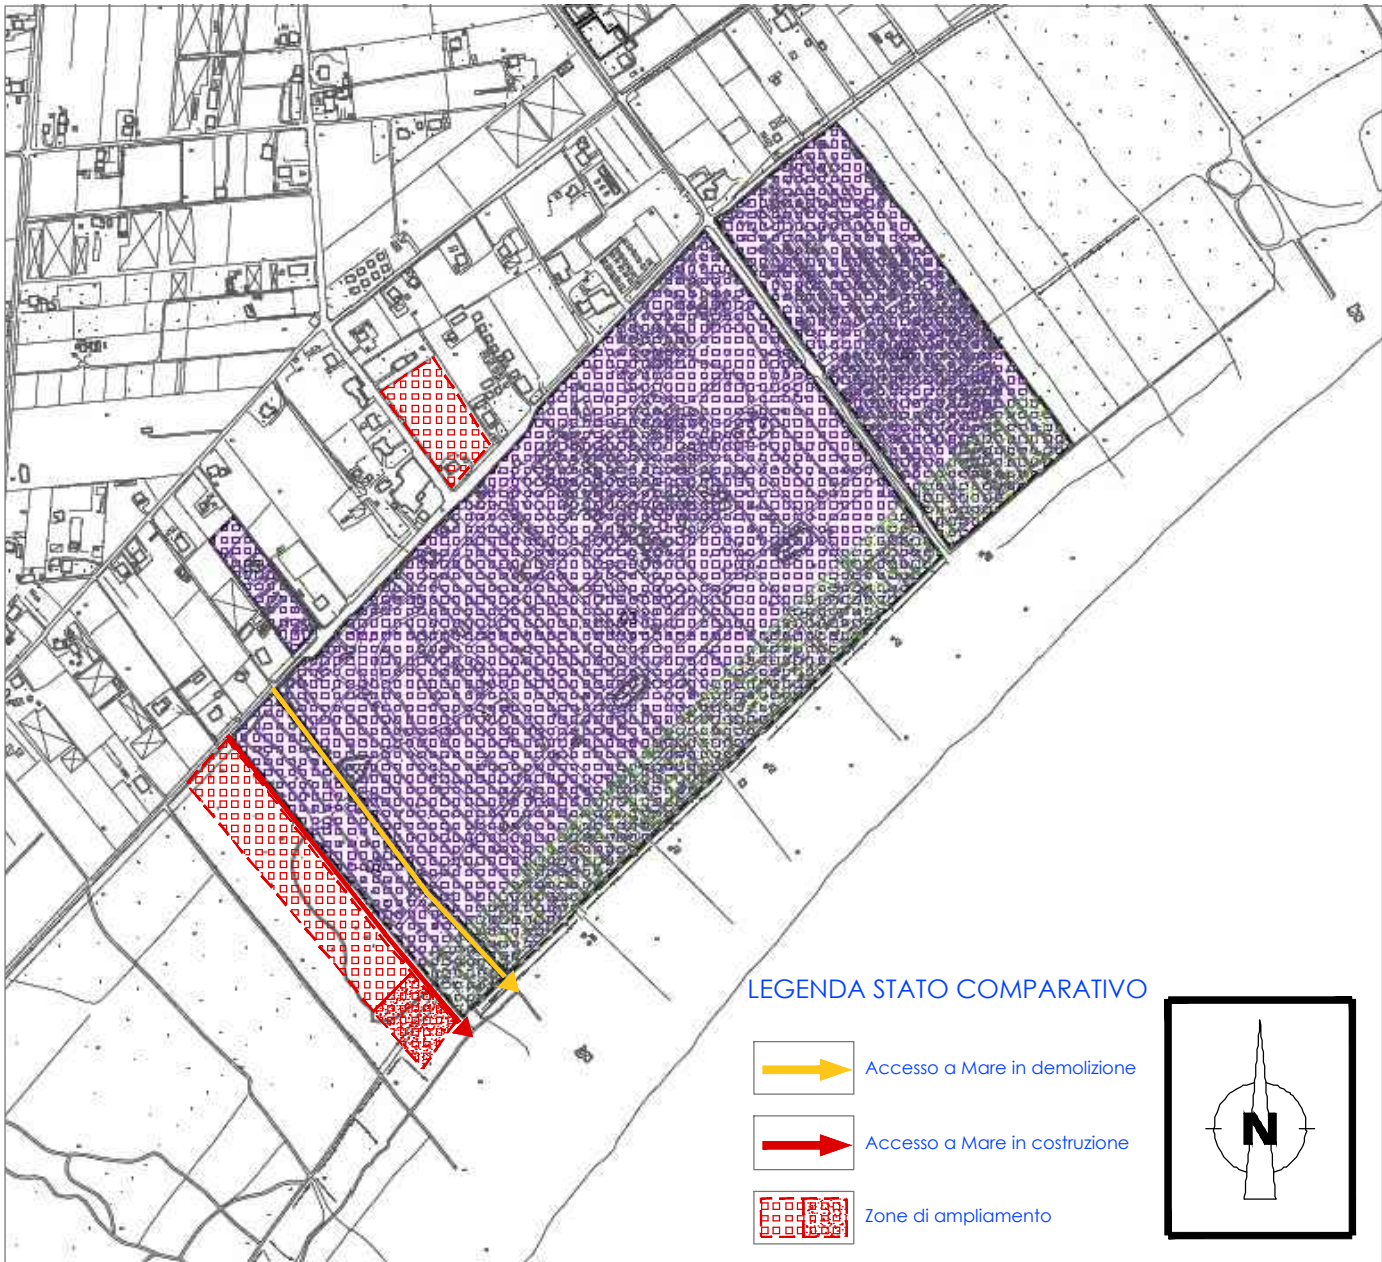 LEGENDA STATO COMPARATIVO
Accesso a Mare in demolizione
Accesso a Mare in costruzione
Zone di ampliamento
N